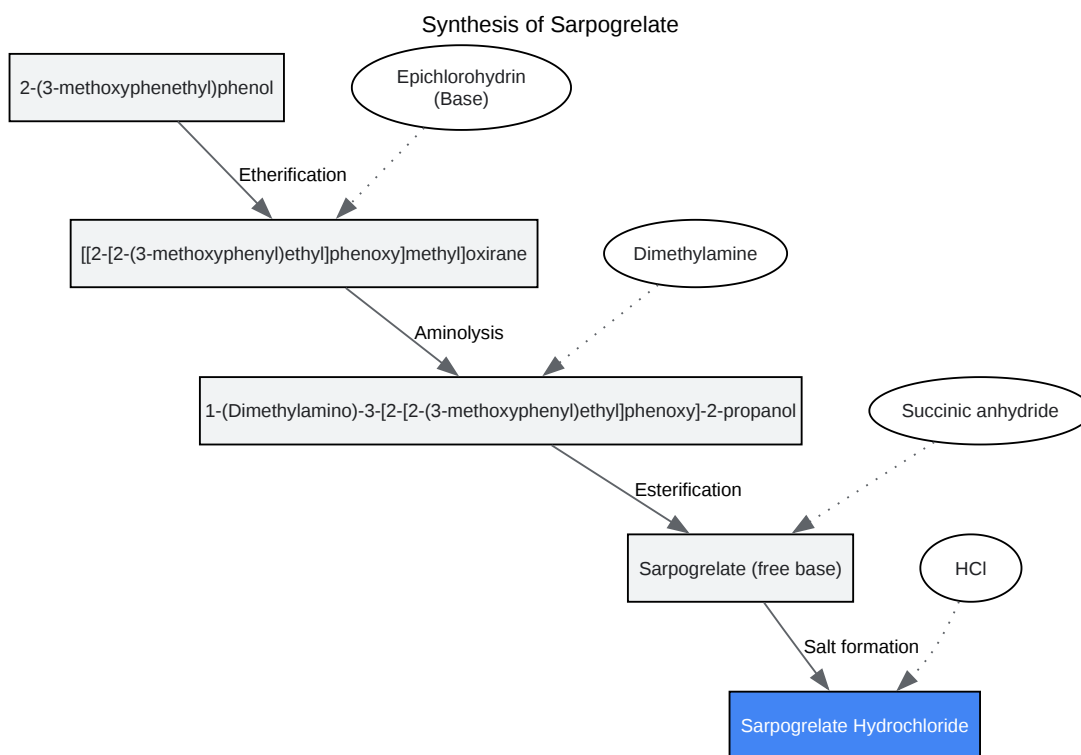 Synthesis of Sarpogrelate
2-(3-methoxyphenethyl)phenol
Epichlorohydrin
(Base)
Etherification
[[2-[2-(3-methoxyphenyl)ethyl]phenoxy]methyl]oxirane
Dimethylamine
Aminolysis
1-(Dimethylamino)-3-[2-[2-(3-methoxyphenyl)ethyl]phenoxy]-2-propanol
Succinic anhydride
Esterification
Sarpogrelate (free base)
HCl
Salt formation
Sarpogrelate Hydrochloride